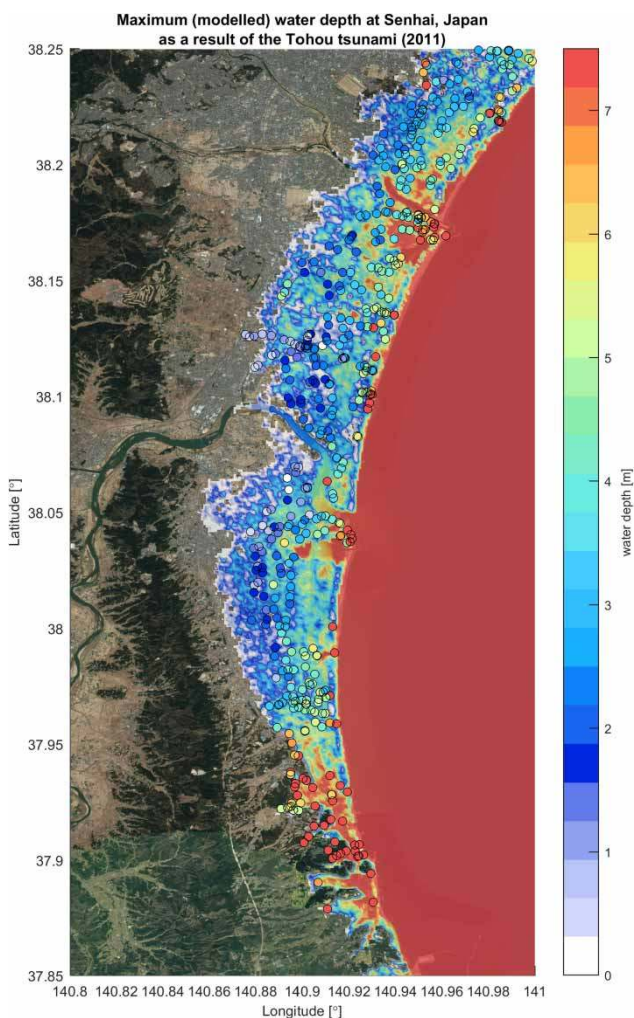 Maximum (modelled) water depth at Senhai, Japan
as a result of the Tohou tsunami (2011)
38.25
38.2
38.15
38.1
38.05
38
37.95
37.9
37.85
Latitude [°]
140.8 140.82 140.84 140.86 140.88 140.9 140.92 140.94 140.96 140.98 141
Longitude [°]
7
6
5
4
3
2
1
0
water depth [m]